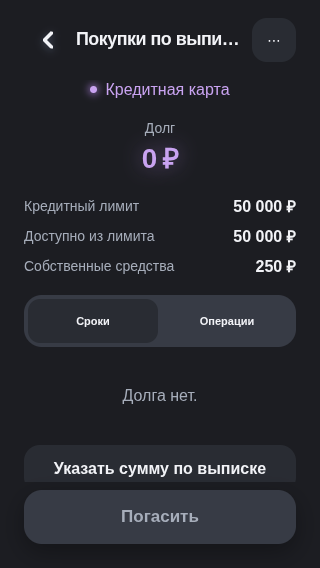 Покупки по выпи...
...
Кредитная карта
Долг
0 ₽
Кредитный лимит 50 000 ₽
Доступно из лимита 50 000 ₽
Собственные средства 250 ₽
Сроки Операции
Долга нет.
Указать сумму по выписке
Погасить